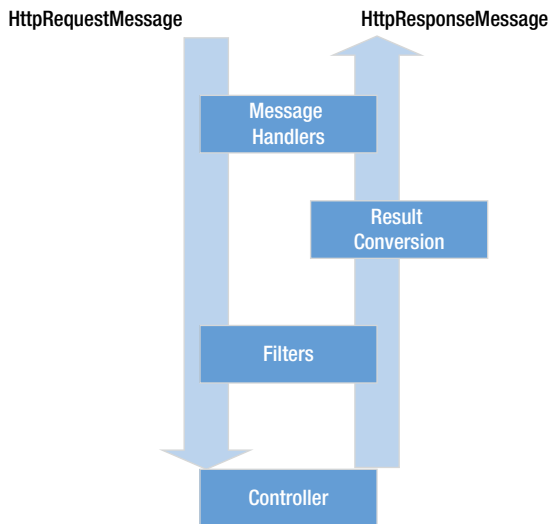 HttpRequestMessage
HttpResponseMessage
Message
Handlers
Result
Conversion
Filters
Controller